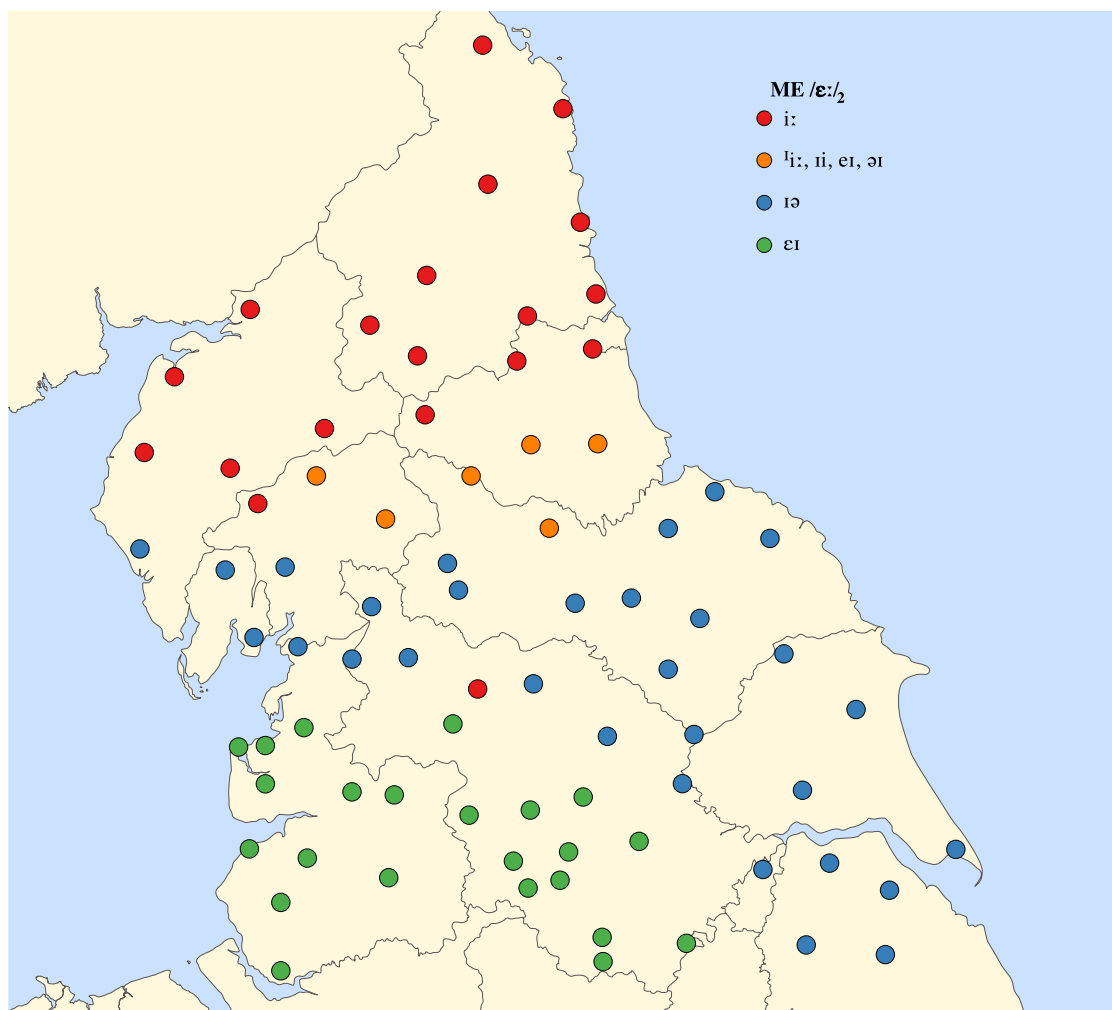 ME /ɛː/₂
iː
ᶦiː, ɪi, eɪ, əɪ
ɪə
ɛɪ